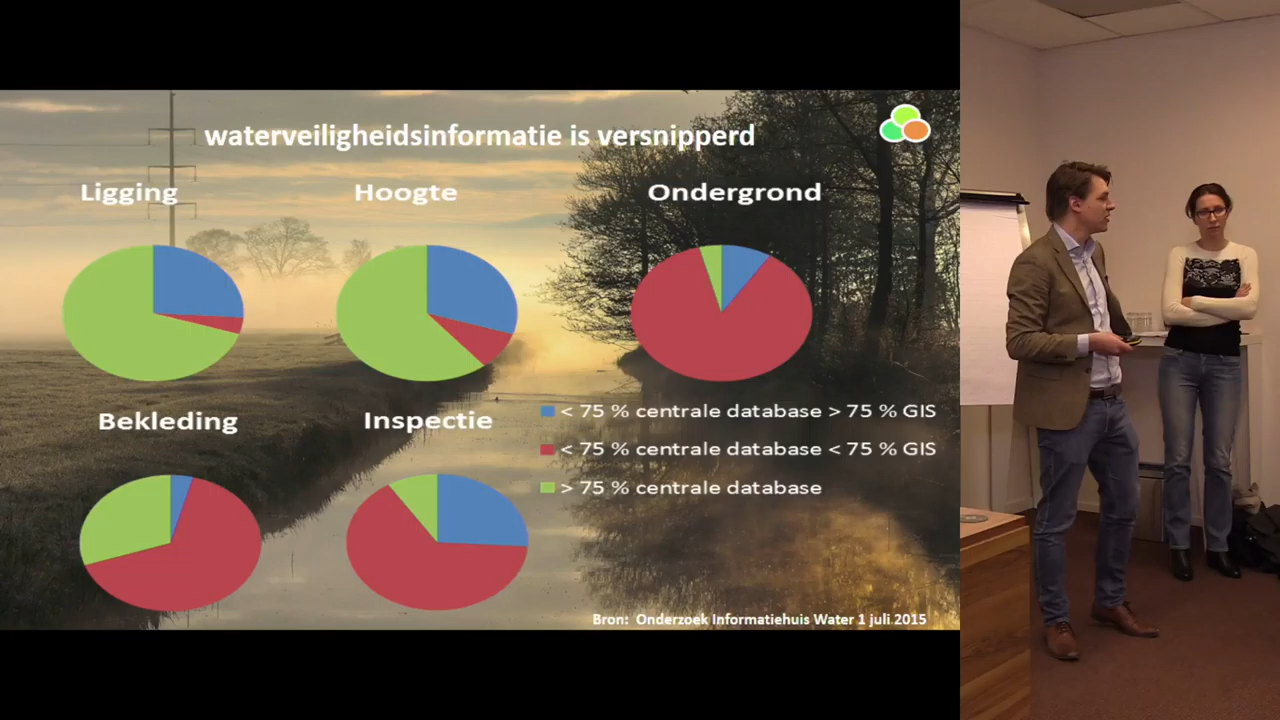 waterveiligheidsinformatie is versnipperd
Ligging
Hoogte
Ondergrond
Bekleding
Inspectie
< 75 % centrale database > 75 % GIS
< 75 % centrale database < 75 % GIS
> 75 % centrale database
Bron: Onderzoek Informatiehuis Water 1 juli 2015